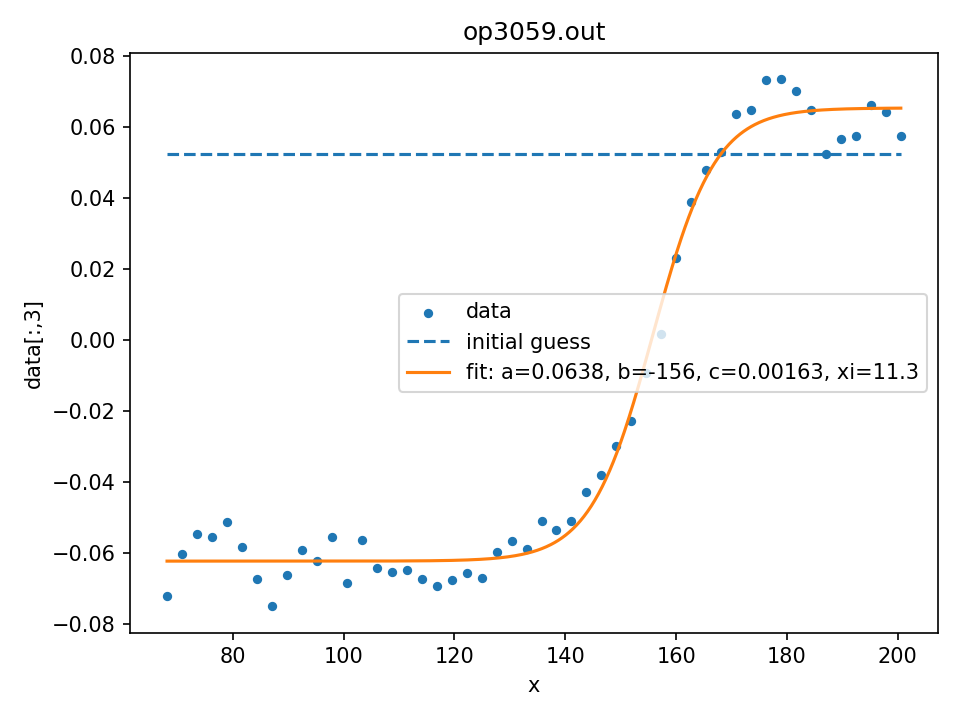 op3059.out
0.08
0.06
0.04
0.02
0.00
−0.02
−0.04
−0.06
−0.08
data[:,3]
data
initial guess
fit: a=0.0638, b=-156, c=0.00163, xi=11.3
80 100 120 140 160 180 200
x